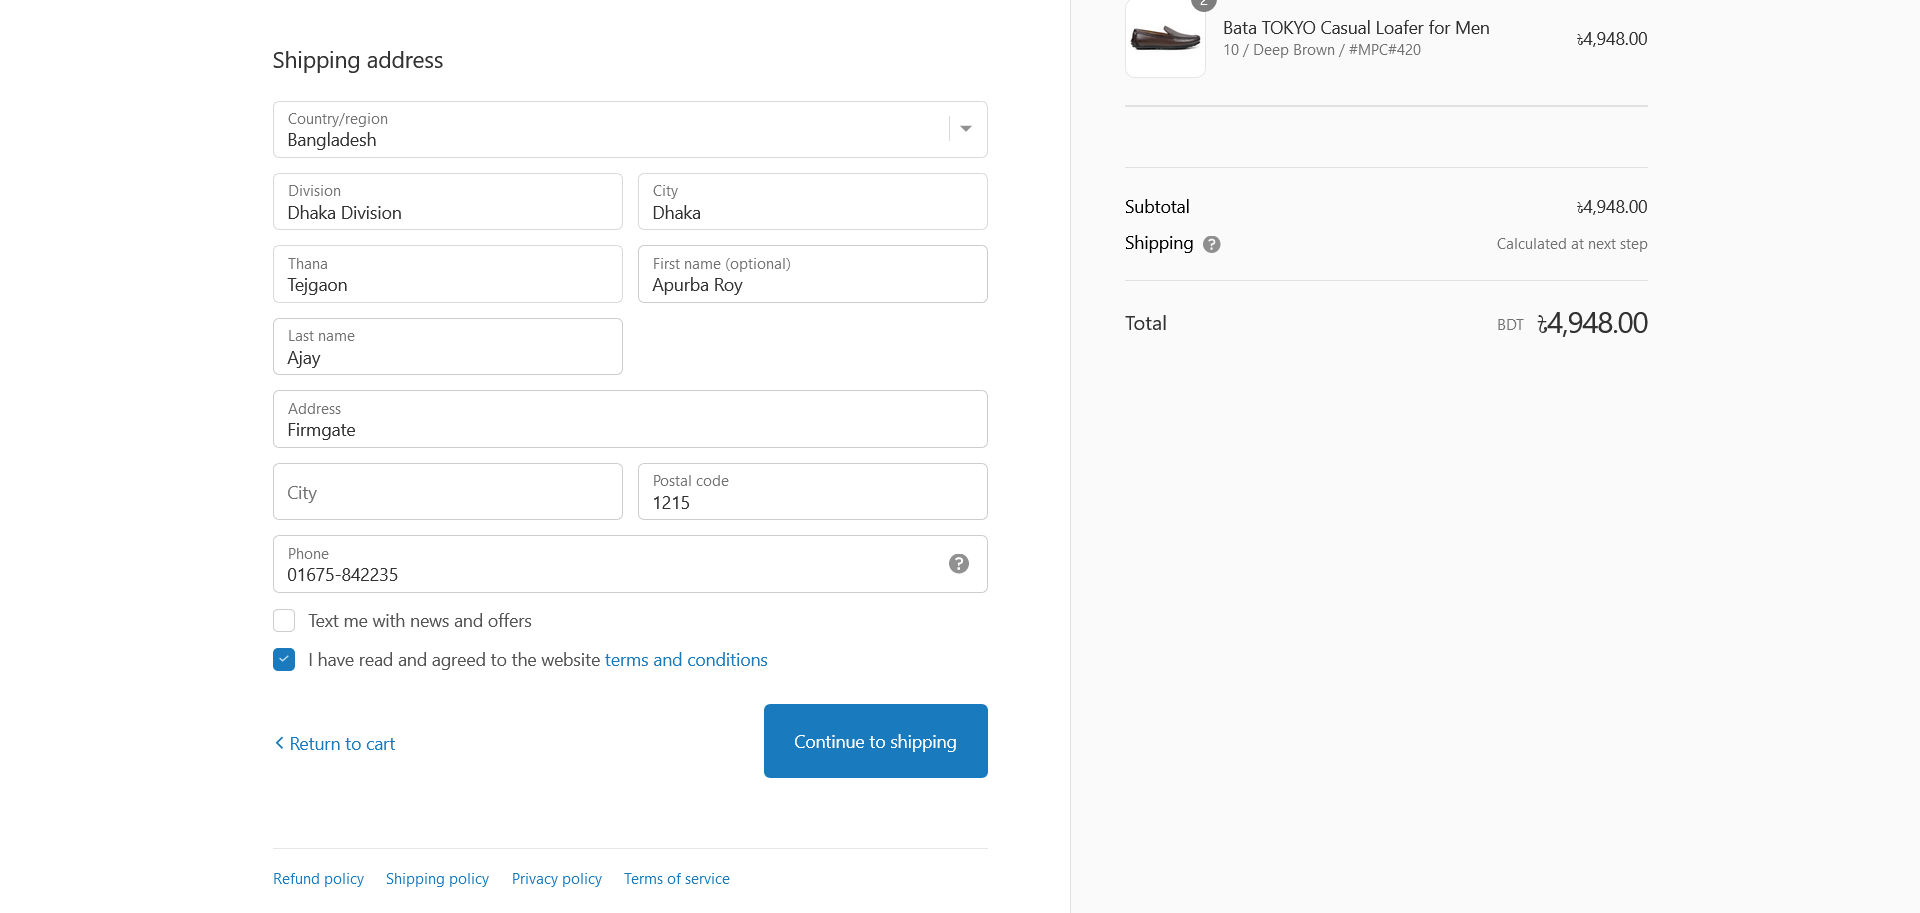 Shipping address
Country/region
Bangladesh
Division
Dhaka Division
City
Dhaka
Thana
Tejgaon
First name (optional)
Apurba Roy
Last name
Ajay
Address
Firmgate
City
Postal code
1215
Phone
01675-842235
?
Text me with news and offers
I have read and agreed to the website terms and conditions
Return to cart
Continue to shipping
Refund policy Shipping policy Privacy policy Terms of service
2
Bata TOKYO Casual Loafer for Men
10 / Deep Brown / #MPC#420
৳4,948.00
Subtotal ৳4,948.00
Shipping ? Calculated at next step
Total BDT ৳4,948.00